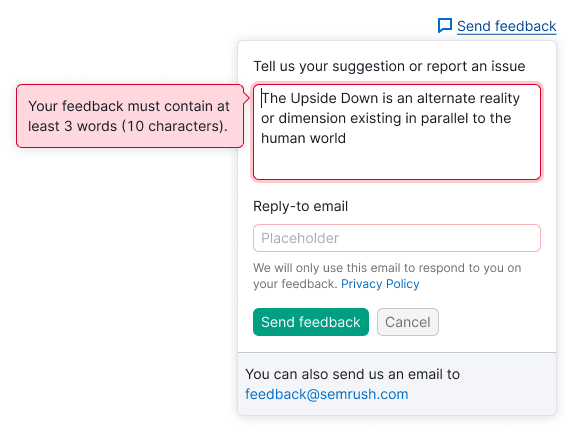 Send feedback
Tell us your suggestion or report an issue
Your feedback must contain at
least 3 words (10 characters).
The Upside Down is an alternate reality
or dimension existing in parallel to the
human world
Reply-to email
Placeholder
We will only use this email to respond to you on
your feedback. Privacy Policy
Send feedback
Cancel
You can also send us an email to
feedback@semrush.com